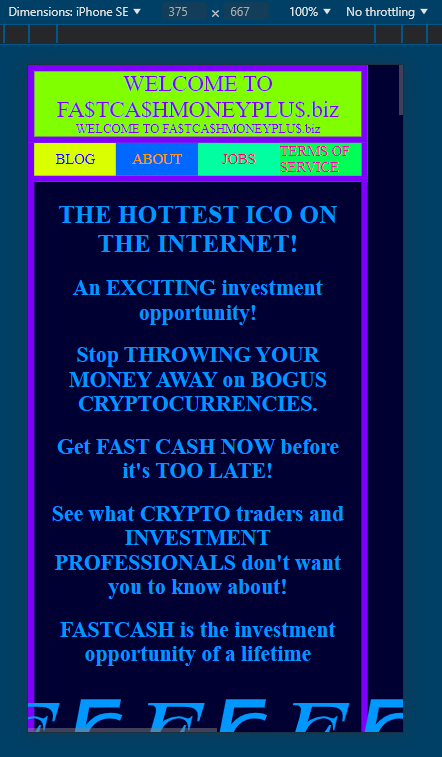 Dimensions: iPhone SE 375 × 667 100% No throttling
WELCOME TO
FA$TCA$HMONEYPLU$.biz
WELCOME TO FA$TCA$HMONEYPLU$.biz
BLOG ABOUT JOBS TERMS OF SERVICE
THE HOTTEST ICO ON
THE INTERNET!
An EXCITING investment
opportunity!
Stop THROWING YOUR
MONEY AWAY on BOGUS
CRYPTOCURRENCIES.
Get FAST CASH NOW before
it's TOO LATE!
See what CRYPTO traders and
INVESTMENT
PROFESSIONALS don't want
you to know about!
FASTCASH is the investment
opportunity of a lifetime